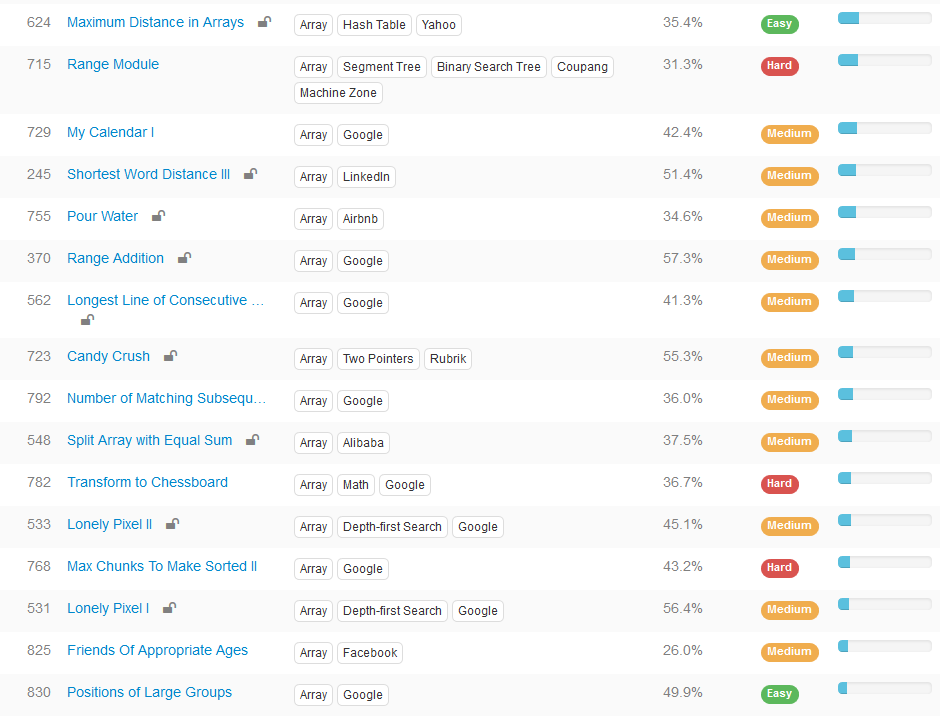 624 Maximum Distance in Arrays Array Hash Table Yahoo 35.4% Easy
715 Range Module Array Segment Tree Binary Search Tree Coupang 31.3% Hard
Machine Zone
729 My Calendar I Array Google 42.4% Medium
245 Shortest Word Distance III Array LinkedIn 51.4% Medium
755 Pour Water Array Airbnb 34.6% Medium
370 Range Addition Array Google 57.3% Medium
562 Longest Line of Consecutive … Array Google 41.3% Medium
723 Candy Crush Array Two Pointers Rubrik 55.3% Medium
792 Number of Matching Subsequ… Array Google 36.0% Medium
548 Split Array with Equal Sum Array Alibaba 37.5% Medium
782 Transform to Chessboard Array Math Google 36.7% Hard
533 Lonely Pixel II Array Depth-first Search Google 45.1% Medium
768 Max Chunks To Make Sorted II Array Google 43.2% Hard
531 Lonely Pixel I Array Depth-first Search Google 56.4% Medium
825 Friends Of Appropriate Ages Array Facebook 26.0% Medium
830 Positions of Large Groups Array Google 49.9% Easy